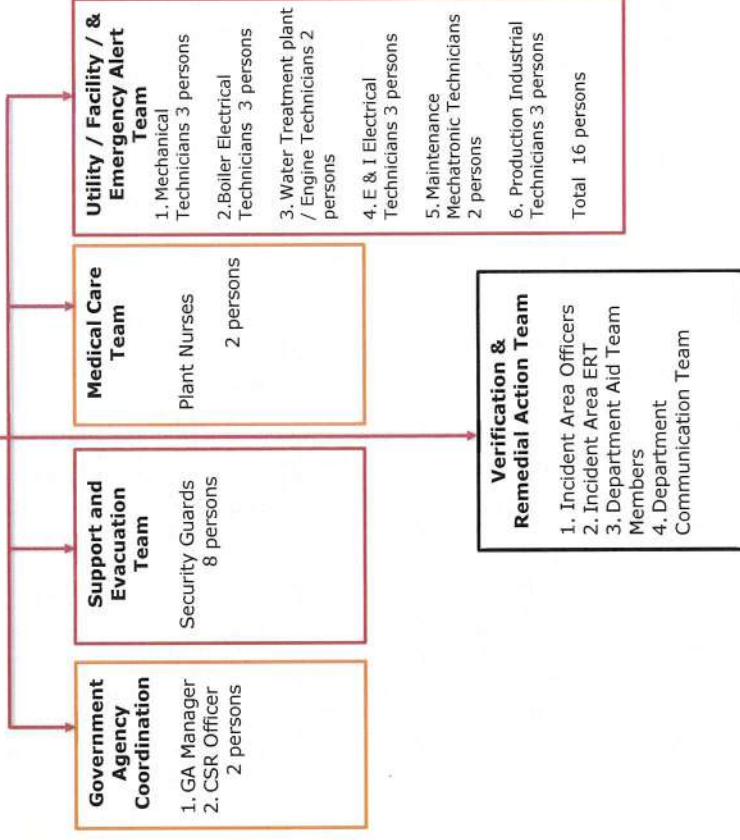 Government
Agency
Coordination
1. GA Manager
2. CSR Officer
2 persons
Support and
Evacuation
Team
Security Guards
8 persons
Medical Care
Team
Plant Nurses
2 persons
Utility / Facility / &
Emergency Alert
Team
1. Mechanical
Technicians 3 persons
2.Boiler Electrical
Technicians 3 persons
3. Water Treatment plant
/ Engine Technicians 2
persons
4. E & I Electrical
Technicians 3 persons
5. Maintenance
Mechatronic Technicians
2 persons
6. Production Industrial
Technicians 3 persons
Total 16 persons
Verification &
Remedial Action Team
1. Incident Area Officers
2. Incident Area ERT
3. Department Aid Team
Members
4. Department
Communication Team